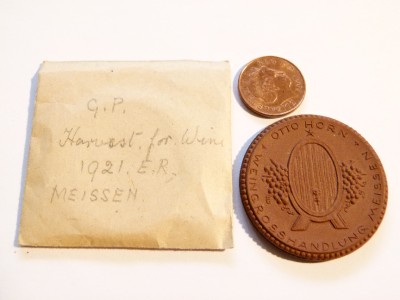 G.P.
Harvest. for. Wine
1921. E.R,
MEISSEN.
OTTO HORN
WEINGROSSHANDLUNG MEISSEN